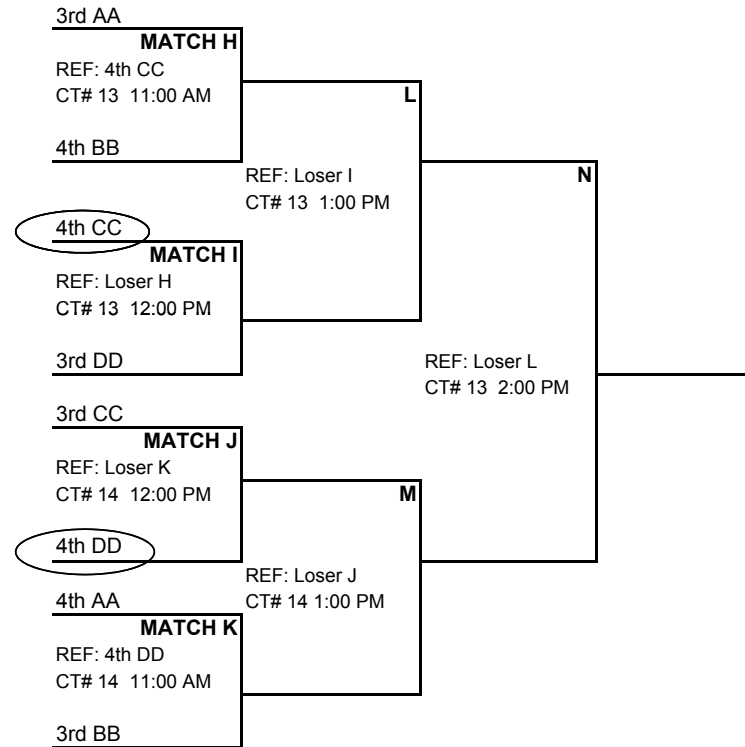 3rd AA
MATCH H
REF: 4th CC
CT# 13 11:00 AM
4th BB
L
REF: Loser I
CT# 13 1:00 PM
4th CC
MATCH I
REF: Loser H
CT# 13 12:00 PM
3rd DD
N
REF: Loser L
CT# 13 2:00 PM
3rd CC
MATCH J
REF: Loser K
CT# 14 12:00 PM
4th DD
M
REF: Loser J
CT# 14 1:00 PM
4th AA
MATCH K
REF: 4th DD
CT# 14 11:00 AM
3rd BB